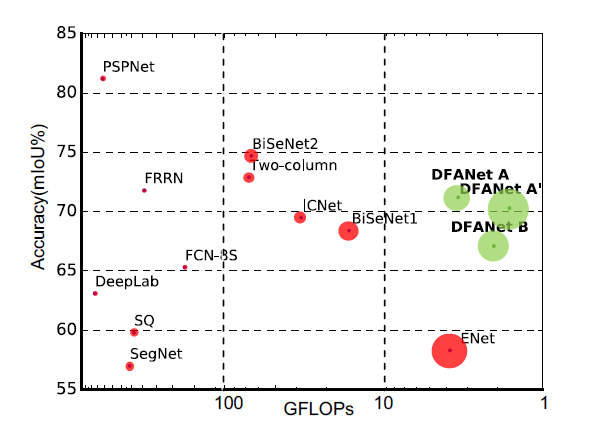 85
PSPNet
80
75
BiSeNet2
Two-column
FRRN
DFANet A
DFANet A'
70
ICNet
BiSeNet1
DFANet B
65
FCN-8S
DeepLab
60
SQ
SegNet
ENet
55
100
10
1
GFLOPs
Accuracy(mIoU%)